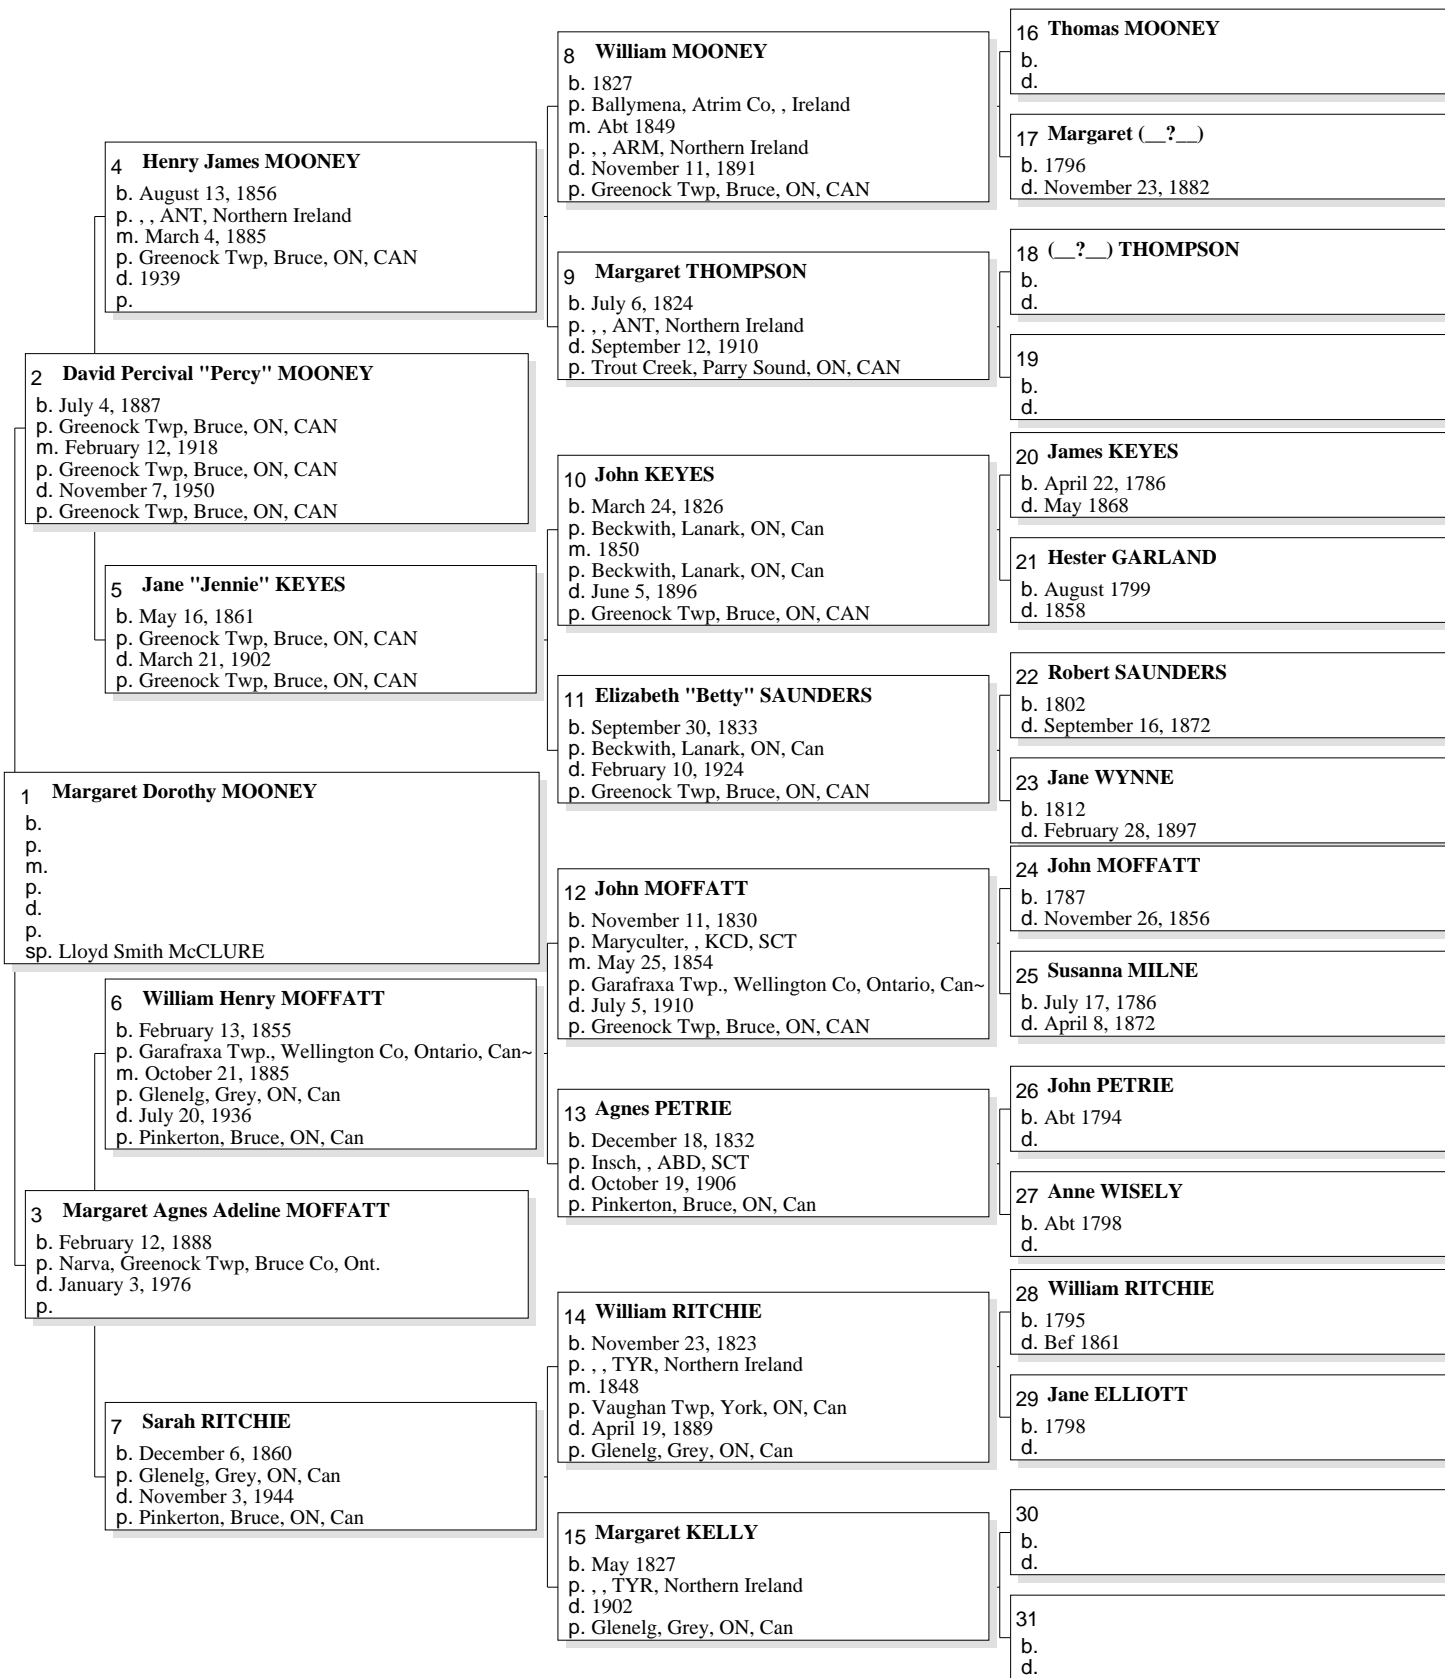 1 Margaret Dorothy MOONEY
b.
p.
m.
p.
d.
p.
sp. Lloyd Smith McCLURE
2 David Percival "Percy" MOONEY
b. July 4, 1887
p. Greenock Twp, Bruce, ON, CAN
m. February 12, 1918
p. Greenock Twp, Bruce, ON, CAN
d. November 7, 1950
p. Greenock Twp, Bruce, ON, CAN
3 Margaret Agnes Adeline MOFFATT
b. February 12, 1888
p. Narva, Greenock Twp, Bruce Co, Ont.
d. January 3, 1976
p.
4 Henry James MOONEY
b. August 13, 1856
p. , , ANT, Northern Ireland
m. March 4, 1885
p. Greenock Twp, Bruce, ON, CAN
d. 1939
p.
5 Jane "Jennie" KEYES
b. May 16, 1861
p. Greenock Twp, Bruce, ON, CAN
d. March 21, 1902
p. Greenock Twp, Bruce, ON, CAN
6 William Henry MOFFATT
b. February 13, 1855
p. Garafraxa Twp., Wellington Co, Ontario, Can~
m. October 21, 1885
p. Glenelg, Grey, ON, Can
d. July 20, 1936
p. Pinkerton, Bruce, ON, Can
7 Sarah RITCHIE
b. December 6, 1860
p. Glenelg, Grey, ON, Can
d. November 3, 1944
p. Pinkerton, Bruce, ON, Can
8 William MOONEY
b. 1827
p. Ballymena, Atrim Co, , Ireland
m. Abt 1849
p. , , ARM, Northern Ireland
d. November 11, 1891
p. Greenock Twp, Bruce, ON, CAN
9 Margaret THOMPSON
b. July 6, 1824
p. , , ANT, Northern Ireland
d. September 12, 1910
p. Trout Creek, Parry Sound, ON, CAN
10 John KEYES
b. March 24, 1826
p. Beckwith, Lanark, ON, Can
m. 1850
p. Beckwith, Lanark, ON, Can
d. June 5, 1896
p. Greenock Twp, Bruce, ON, CAN
11 Elizabeth "Betty" SAUNDERS
b. September 30, 1833
p. Beckwith, Lanark, ON, Can
d. February 10, 1924
p. Greenock Twp, Bruce, ON, CAN
12 John MOFFATT
b. November 11, 1830
p. Maryculter, , KCD, SCT
m. May 25, 1854
p. Garafraxa Twp., Wellington Co, Ontario, Can~
d. July 5, 1910
p. Greenock Twp, Bruce, ON, CAN
13 Agnes PETRIE
b. December 18, 1832
p. Insch, , ABD, SCT
d. October 19, 1906
p. Pinkerton, Bruce, ON, Can
14 William RITCHIE
b. November 23, 1823
p. , , TYR, Northern Ireland
m. 1848
p. Vaughan Twp, York, ON, Can
d. April 19, 1889
p. Glenelg, Grey, ON, Can
15 Margaret KELLY
b. May 1827
p. , , TYR, Northern Ireland
d. 1902
p. Glenelg, Grey, ON, Can
16 Thomas MOONEY
b.
d.
17 Margaret (__?__)
b. 1796
d. November 23, 1882
18 (__?__) THOMPSON
b.
d.
19
b.
d.
20 James KEYES
b. April 22, 1786
d. May 1868
21 Hester GARLAND
b. August 1799
d. 1858
22 Robert SAUNDERS
b. 1802
d. September 16, 1872
23 Jane WYNNE
b. 1812
d. February 28, 1897
24 John MOFFATT
b. 1787
d. November 26, 1856
25 Susanna MILNE
b. July 17, 1786
d. April 8, 1872
26 John PETRIE
b. Abt 1794
d.
27 Anne WISELY
b. Abt 1798
d.
28 William RITCHIE
b. 1795
d. Bef 1861
29 Jane ELLIOTT
b. 1798
d.
30
b.
d.
31
b.
d.